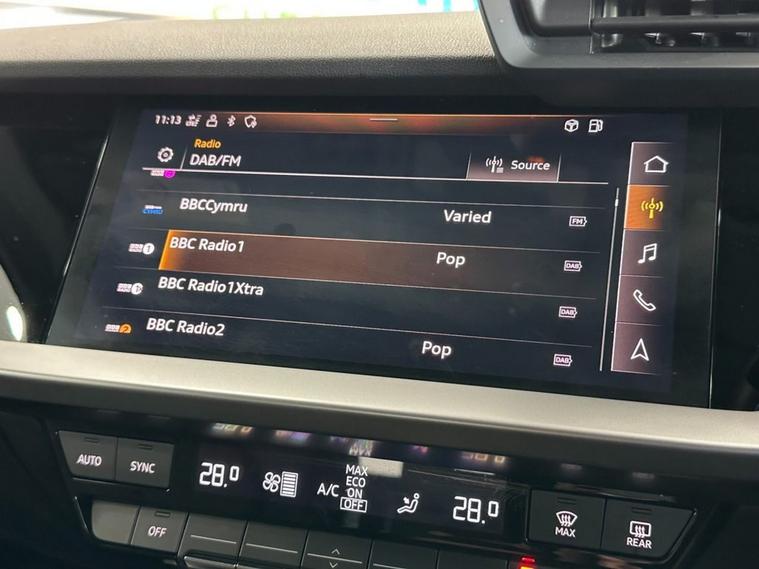 11:13
Radio
DAB/FM
Source
BBCCymru
Varied
FM
BBC Radio1
Pop
DAB
BBC Radio1Xtra
DAB
BBC Radio2
Pop
DAB
AUTO
SYNC
28.0
A/C
MAX
ECO
ON
OFF
28.0
OFF
MAX
REAR